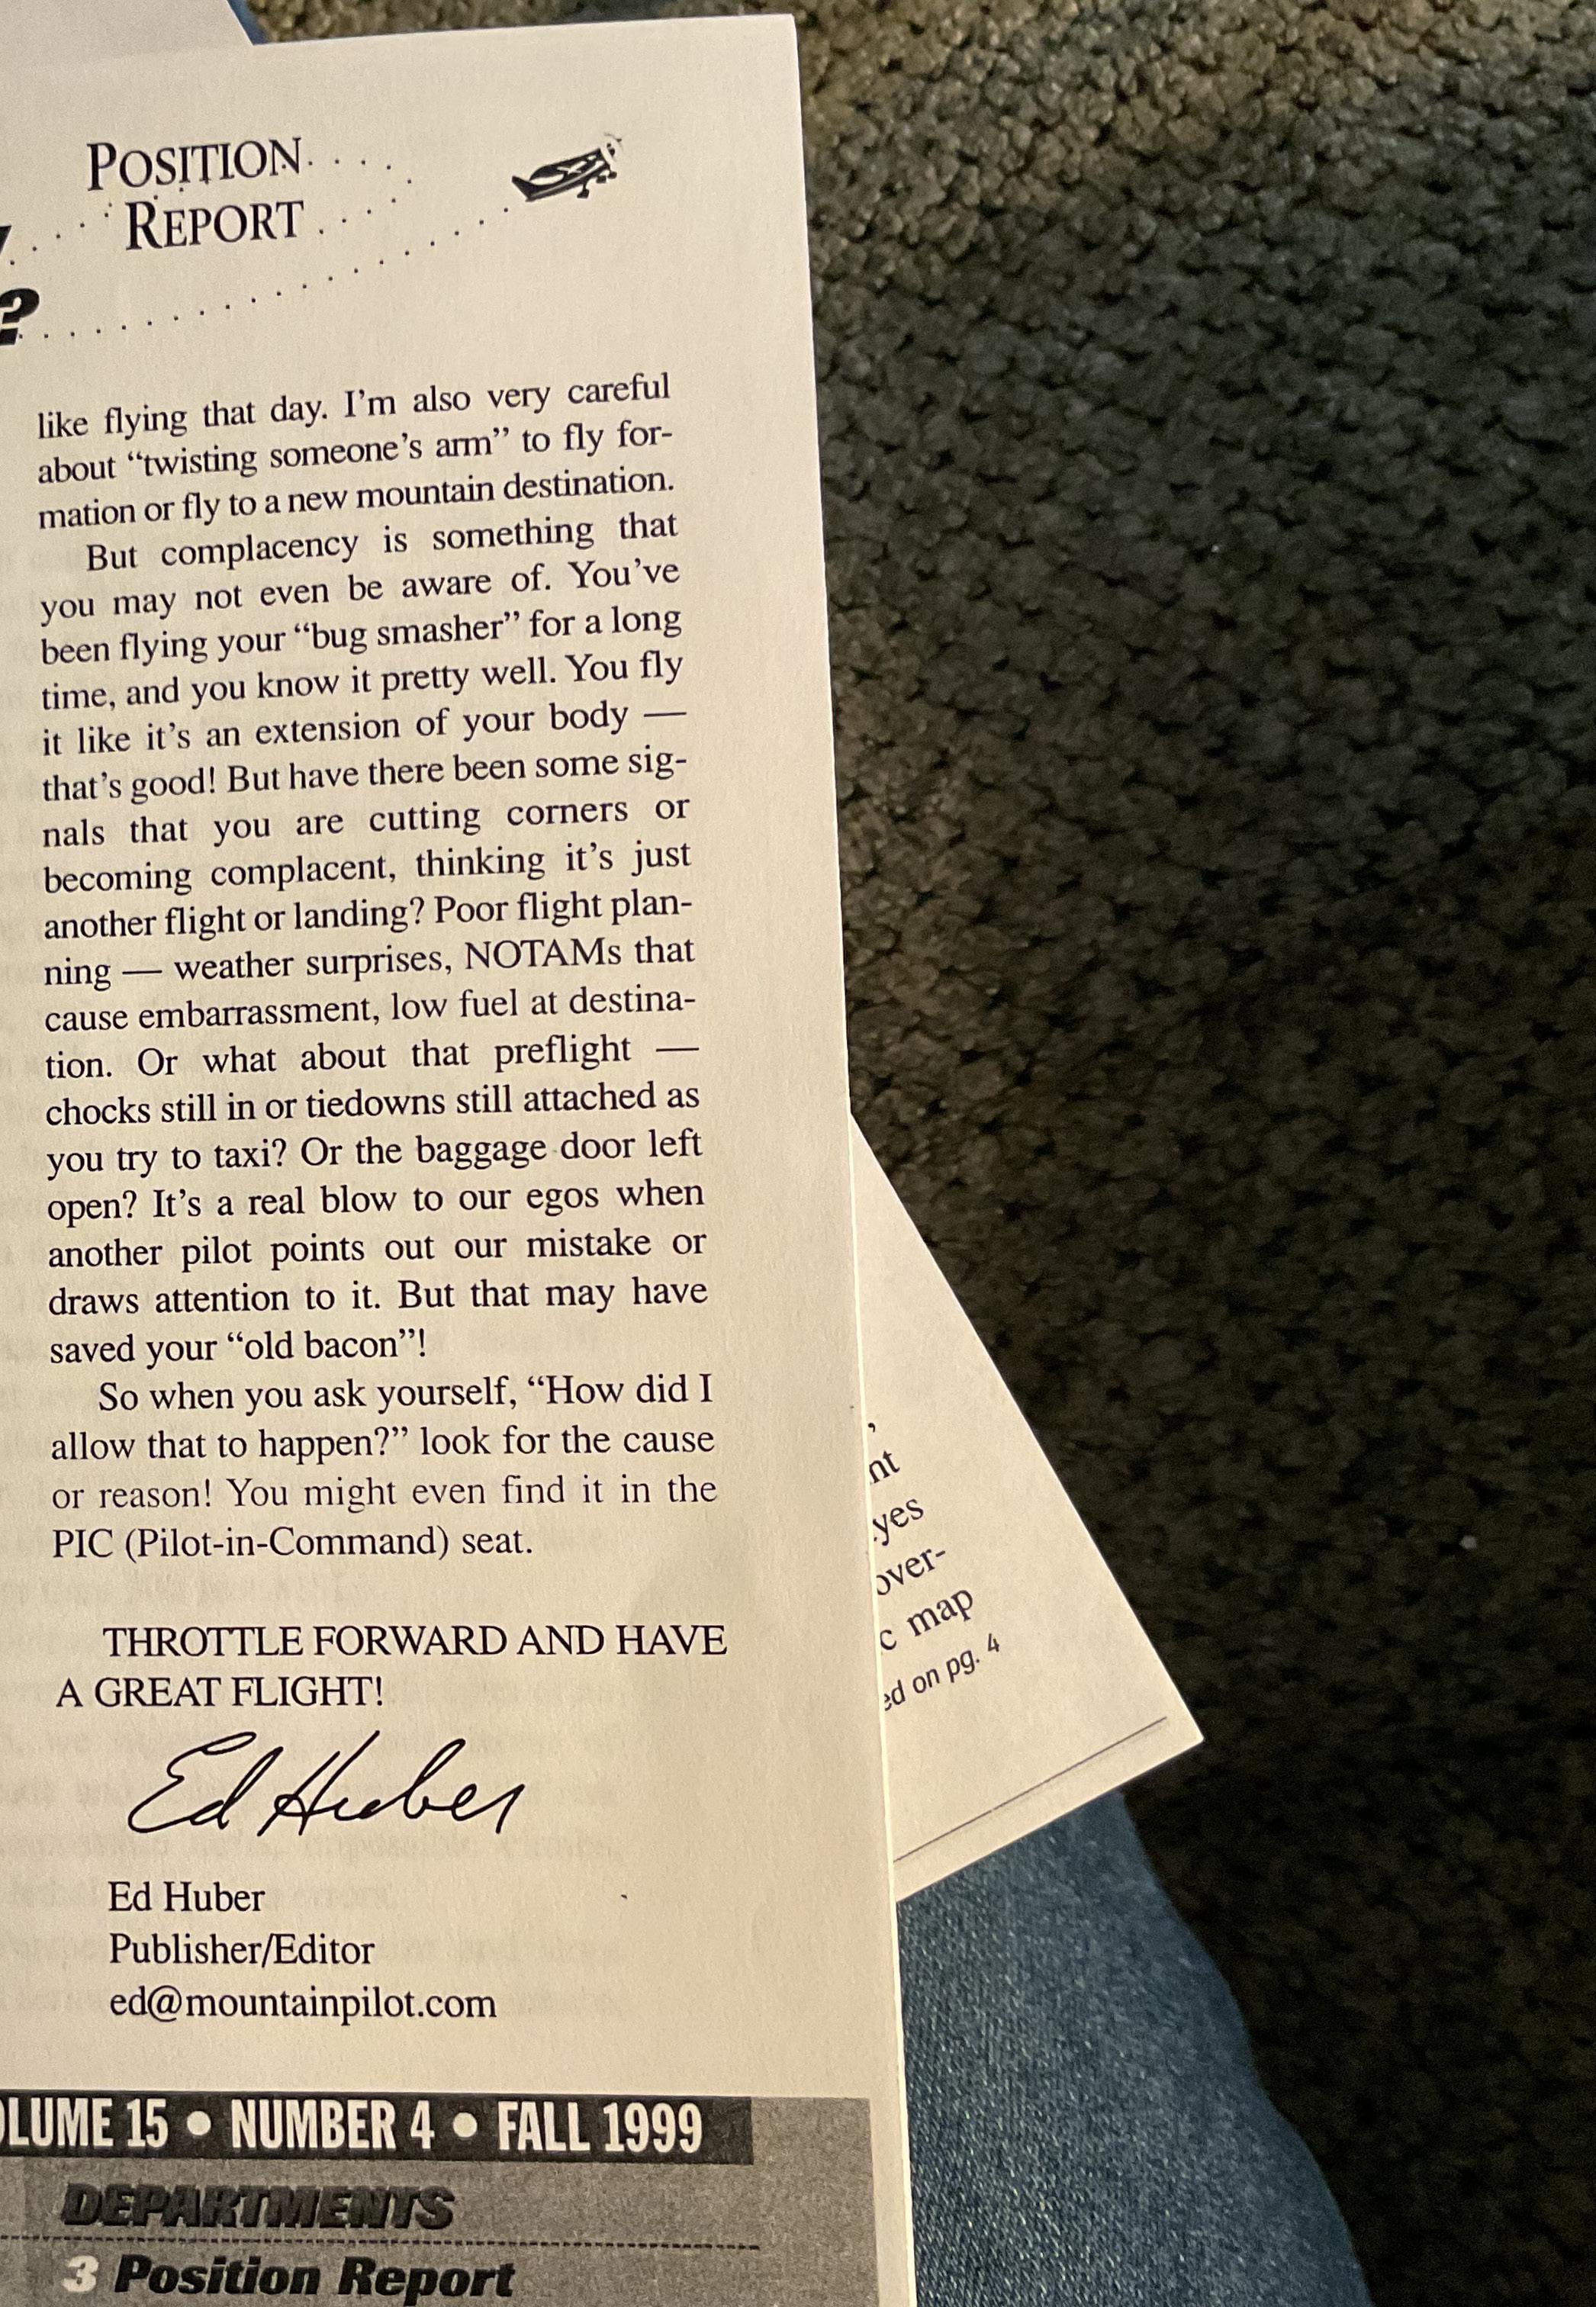 POSITION
REPORT
?
like flying that day. I'm also very careful
about “twisting someone's arm” to fly for-
mation or fly to a new mountain destination.
But complacency is something that
you may not even be aware of. You've
been flying your “bug smasher” for a long
time, and you know it pretty well. You fly
it like it's an extension of your body —
that's good! But have there been some sig-
nals that you are cutting corners or
becoming complacent, thinking it's just
another flight or landing? Poor flight plan-
ning — weather surprises, NOTAMs that
cause embarrassment, low fuel at destina-
tion. Or what about that preflight —
chocks still in or tiedowns still attached as
you try to taxi? Or the baggage door left
open? It's a real blow to our egos when
another pilot points out our mistake or
draws attention to it. But that may have
saved your “old bacon”!
So when you ask yourself, “How did I
allow that to happen?” look for the cause
or reason! You might even find it in the
PIC (Pilot-in-Command) seat.
THROTTLE FORWARD AND HAVE
A GREAT FLIGHT!
Ed Huber
Ed Huber
Publisher/Editor
ed@mountainpilot.com
OLUME 15 • NUMBER 4 • FALL 1999
DEPARTMENTS
3 Position Report
,
nt
yes
over-
c map
ed on pg. 4